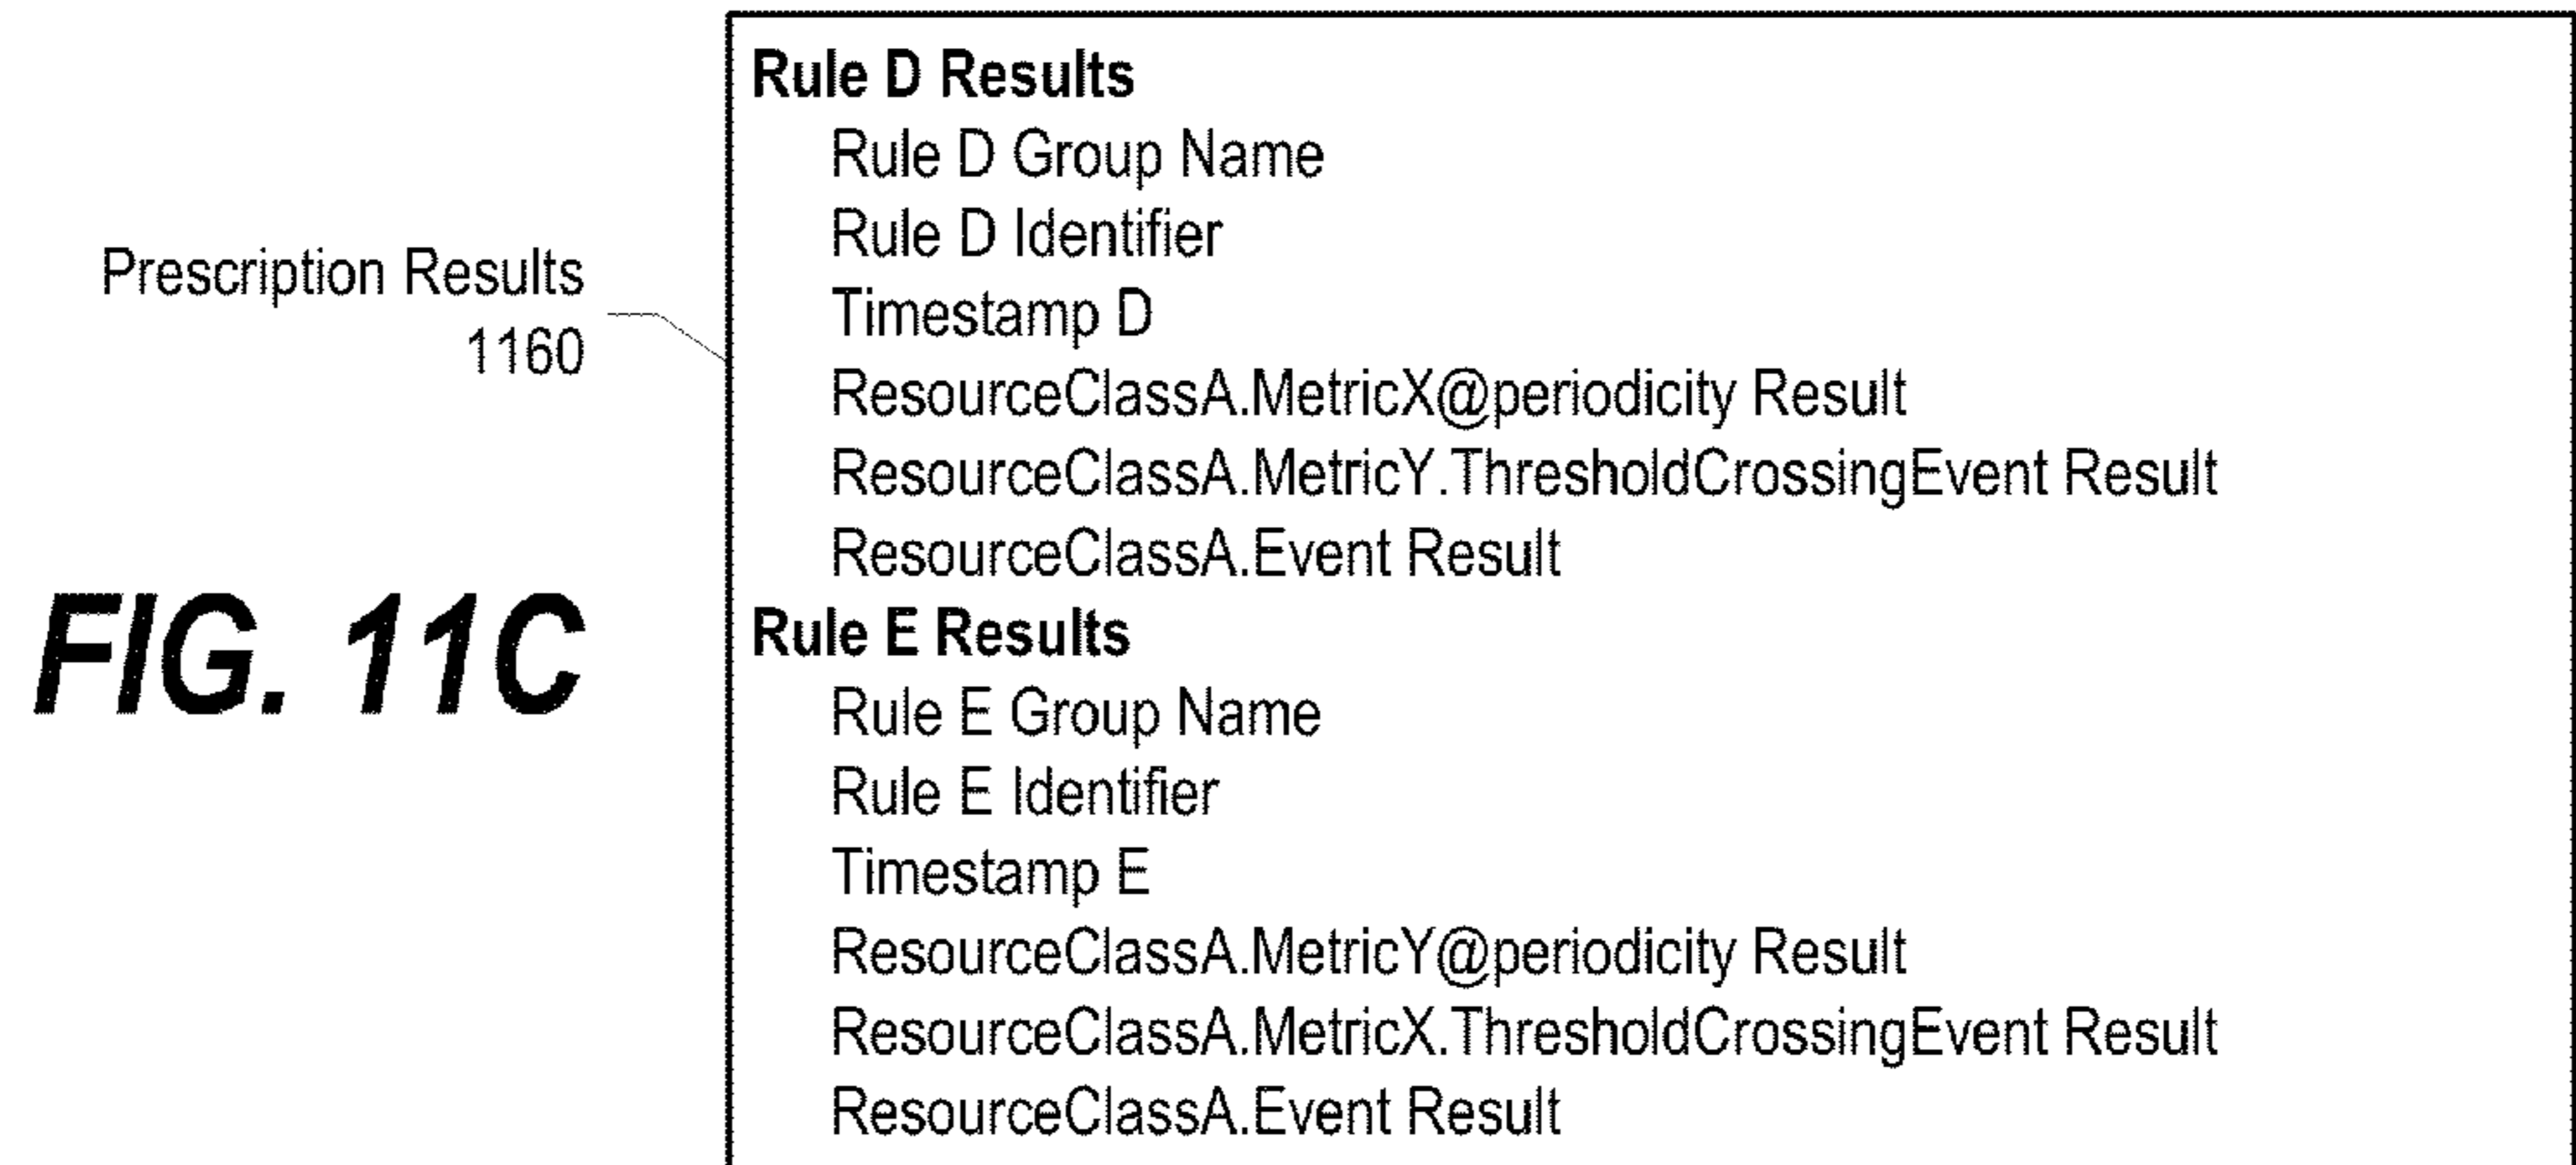 Prescription Results
1160
FIG. 11C
Rule D Results
Rule D Group Name
Rule D Identifier
Timestamp D
ResourceClassA.MetricX@periodicity Result
ResourceClassA.MetricY.ThresholdCrossingEvent Result
ResourceClassA.Event Result
Rule E Results
Rule E Group Name
Rule E Identifier
Timestamp E
ResourceClassA.MetricY@periodicity Result
ResourceClassA.MetricX.ThresholdCrossingEvent Result
ResourceClassA.Event Result